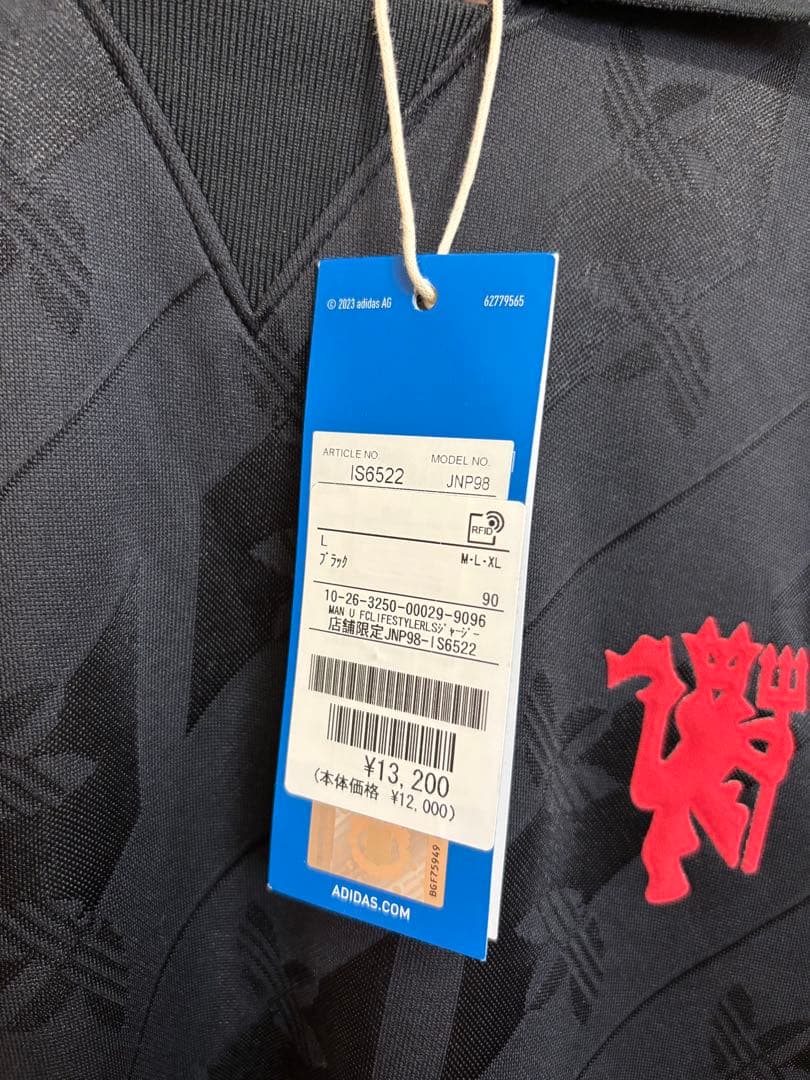 © 2023 adidas AG 62779565
ARTICLE NO. MODEL NO.
IS6522 JNP98
RFID
L
ブラック M・L・XL
90
10-26-3250-00029-9096
MAN U FCLIFESTYLERLSジャージー
店舗限定JNP98-IS6522
¥13,200
(本体価格 ¥12,000)
BGF75949
ADIDAS.COM